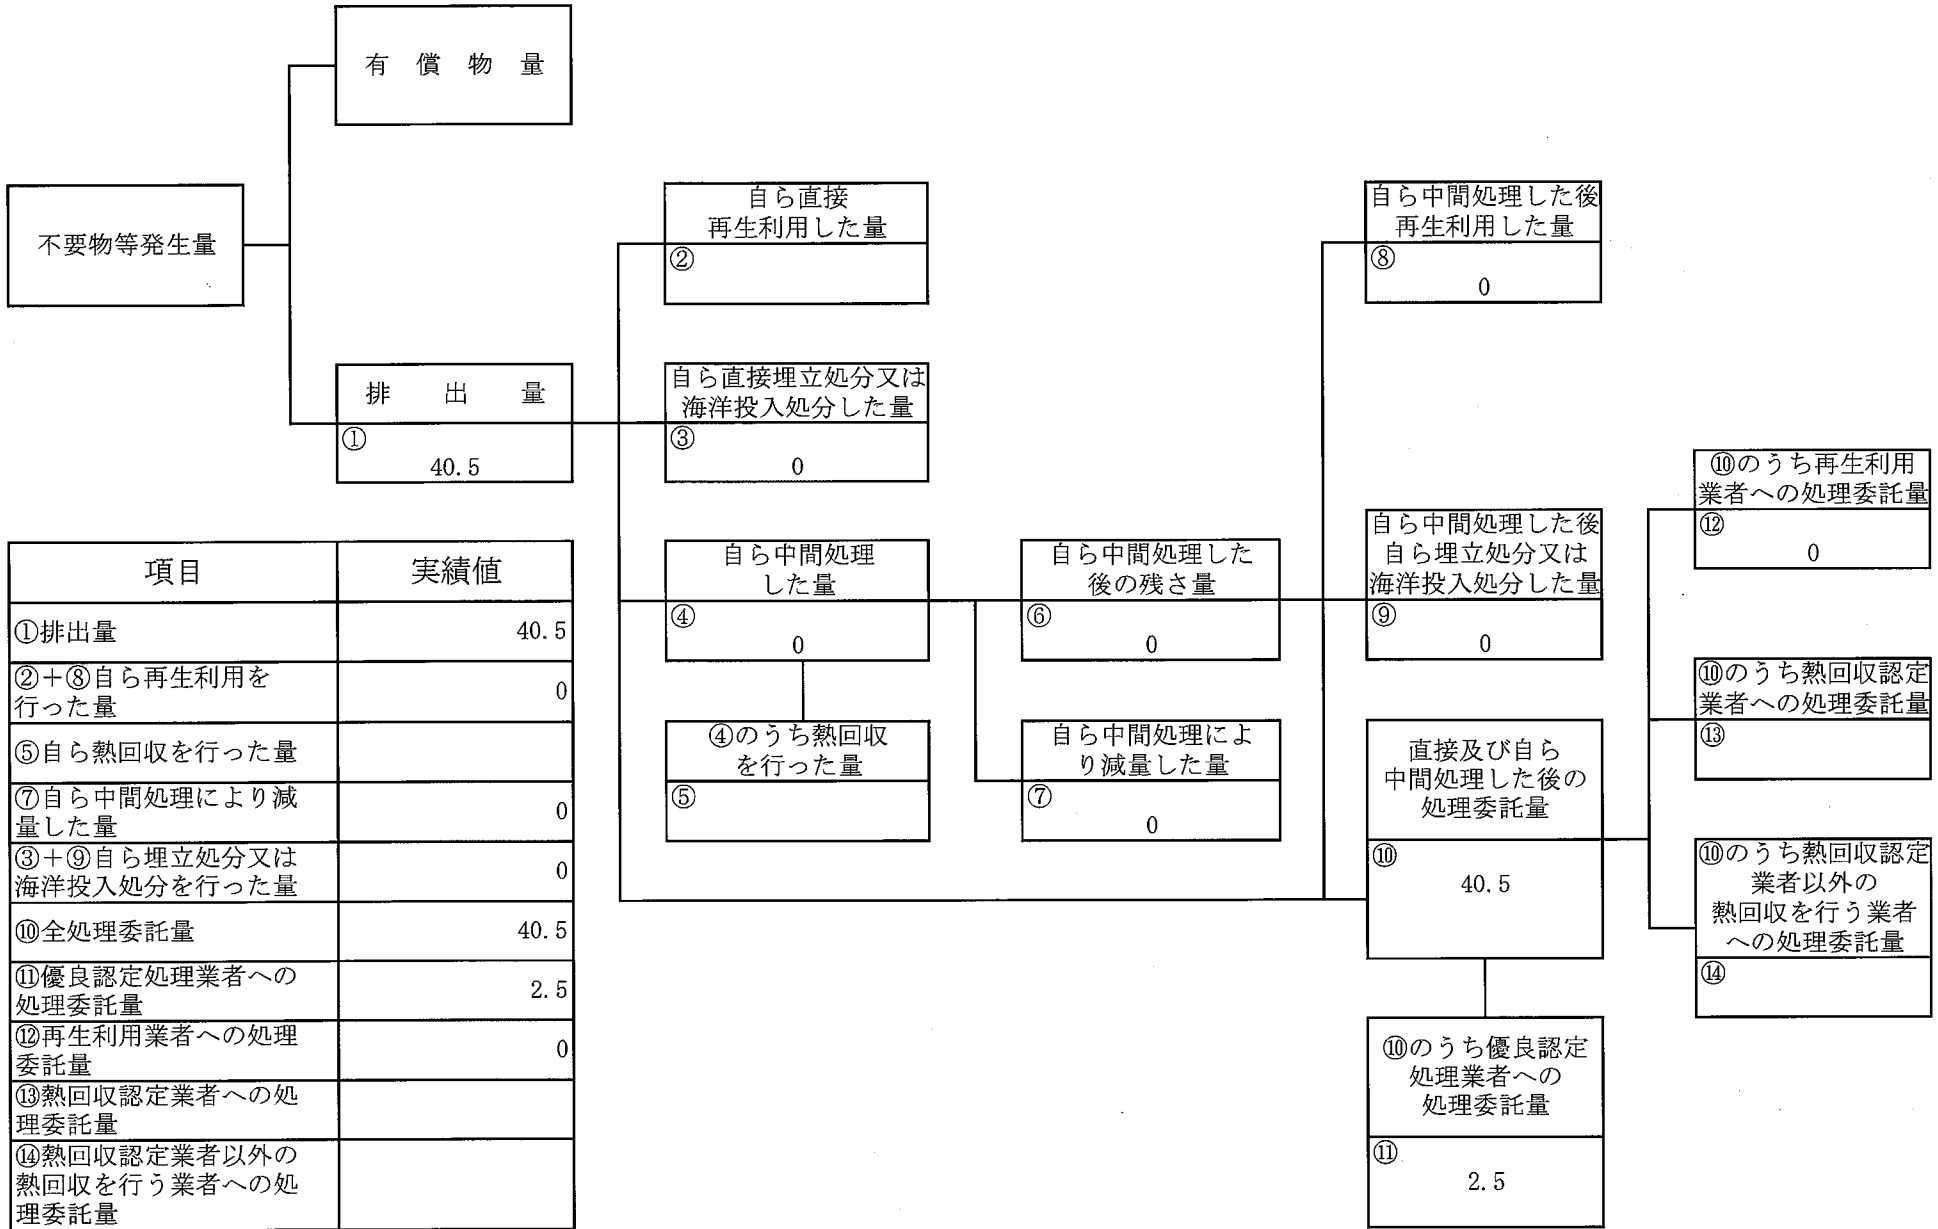 有　償　物　量
不要物等発生量
排　出　量
①
40.5
自ら直接
再生利用した量
②
自ら直接埋立処分又は
海洋投入処分した量
③
0
自ら中間処理
した量
④
0
④のうち熱回収
を行った量
⑤
自ら中間処理した
後の残さ量
⑥
0
自ら中間処理によ
り減量した量
⑦
0
自ら中間処理した後
再生利用した量
⑧
0
自ら中間処理した後
自ら埋立処分又は
海洋投入処分した量
⑨
0
直接及び自ら
中間処理した後の
処理委託量
⑩
40.5
⑩のうち優良認定
処理業者への
処理委託量
⑪
2.5
⑩のうち再生利用
業者への処理委託量
⑫
0
⑩のうち熱回収認定
業者への処理委託量
⑬
⑩のうち熱回収認定
業者以外の
熱回収を行う業者
への処理委託量
⑭
項目　実績値
①排出量　40.5
②＋⑧自ら再生利用を
行った量　0
⑤自ら熱回収を行った量
⑦自ら中間処理により減
量した量　0
③＋⑨自ら埋立処分又は
海洋投入処分を行った量　0
⑩全処理委託量　40.5
⑪優良認定処理業者への
処理委託量　2.5
⑫再生利用業者への処理
委託量　0
⑬熱回収認定業者への処
理委託量
⑭熱回収認定業者以外の
熱回収を行う業者への処
理委託量